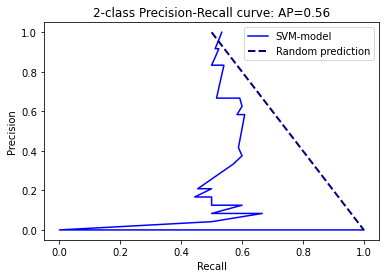 2-class Precision-Recall curve: AP=0.56
SVM-model
Random prediction
Precision
1.0
0.8
0.6
0.4
0.2
0.0
0.0 0.2 0.4 0.6 0.8 1.0
Recall